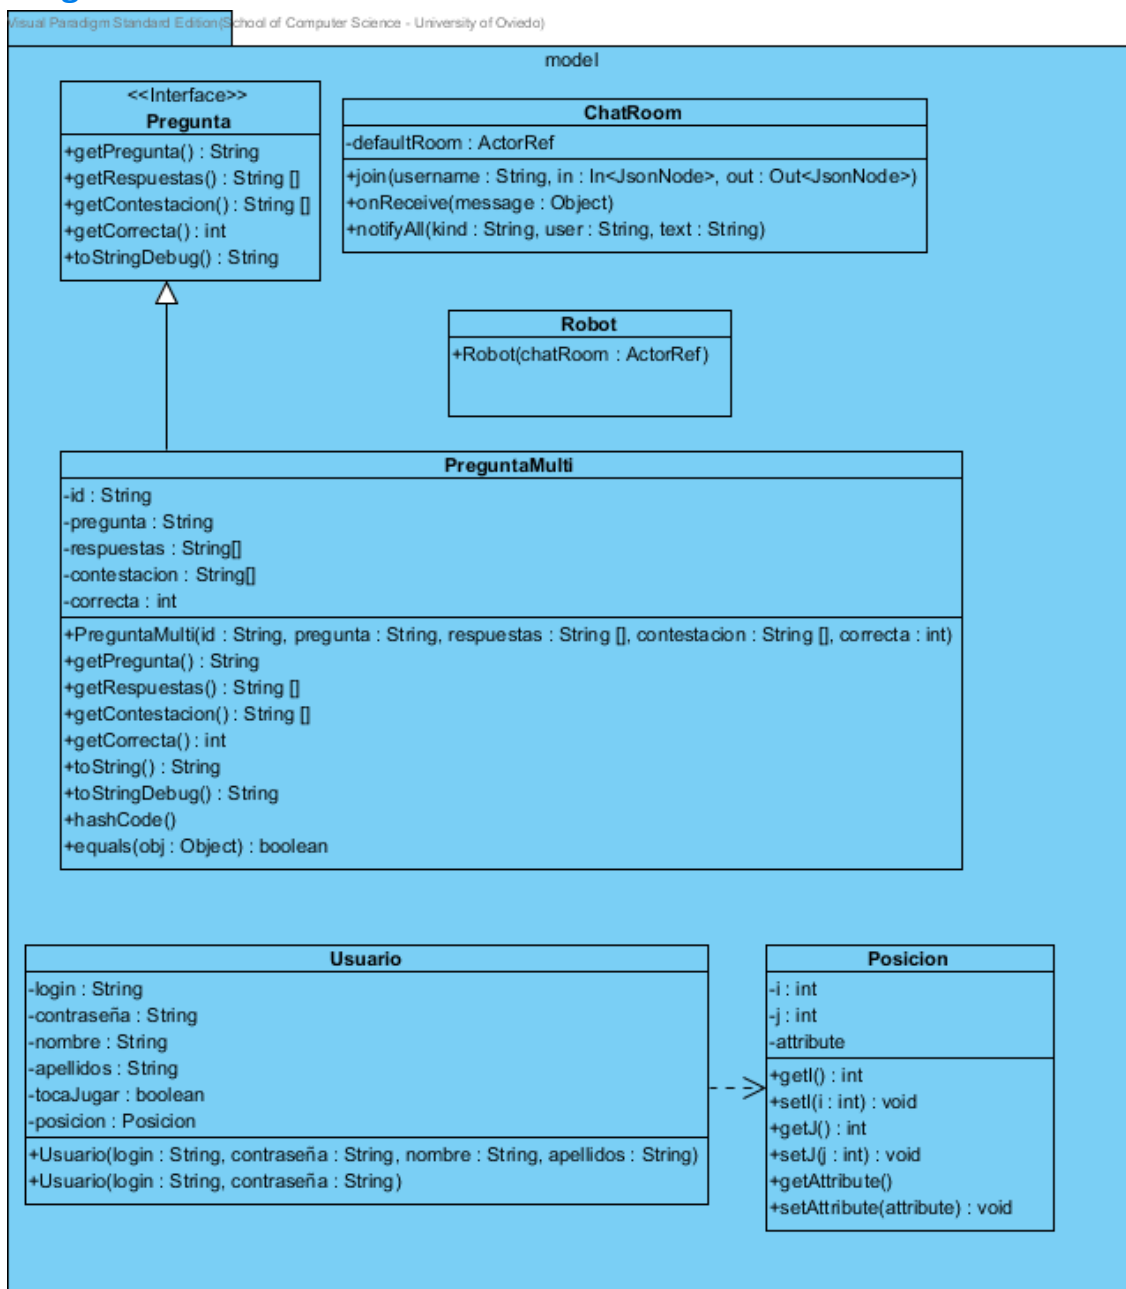 Visual Paradigm Standard Edition(School of Computer Science - University of Oviedo)
model
<<Interface>>
Pregunta
+getPregunta() : String
+getRespuestas() : String []
+getContestacion() : String []
+getCorrecta() : int
+toStringDebug() : String
ChatRoom
-defaultRoom : ActorRef
+join(username : String, in : In<JsonNode>, out : Out<JsonNode>)
+onReceive(message : Object)
+notifyAll(kind : String, user : String, text : String)
Robot
+Robot(chatRoom : ActorRef)
PreguntaMulti
-id : String
-pregunta : String
-respuestas : String[]
-contestacion : String[]
-correcta : int
+PreguntaMulti(id : String, pregunta : String, respuestas : String [], contestacion : String [], correcta : int)
+getPregunta() : String
+getRespuestas() : String []
+getContestacion() : String []
+getCorrecta() : int
+toString() : String
+toStringDebug() : String
+hashCode()
+equals(obj : Object) : boolean
Usuario
-login : String
-contraseña : String
-nombre : String
-apellidos : String
-tocaJugar : boolean
-posicion : Posicion
+Usuario(login : String, contraseña : String, nombre : String, apellidos : String)
+Usuario(login : String, contraseña : String)
Posicion
-i : int
-j : int
-attribute
+getI() : int
+setI(i : int) : void
+getJ() : int
+setJ(j : int) : void
+getAttribute()
+setAttribute(attribute) : void